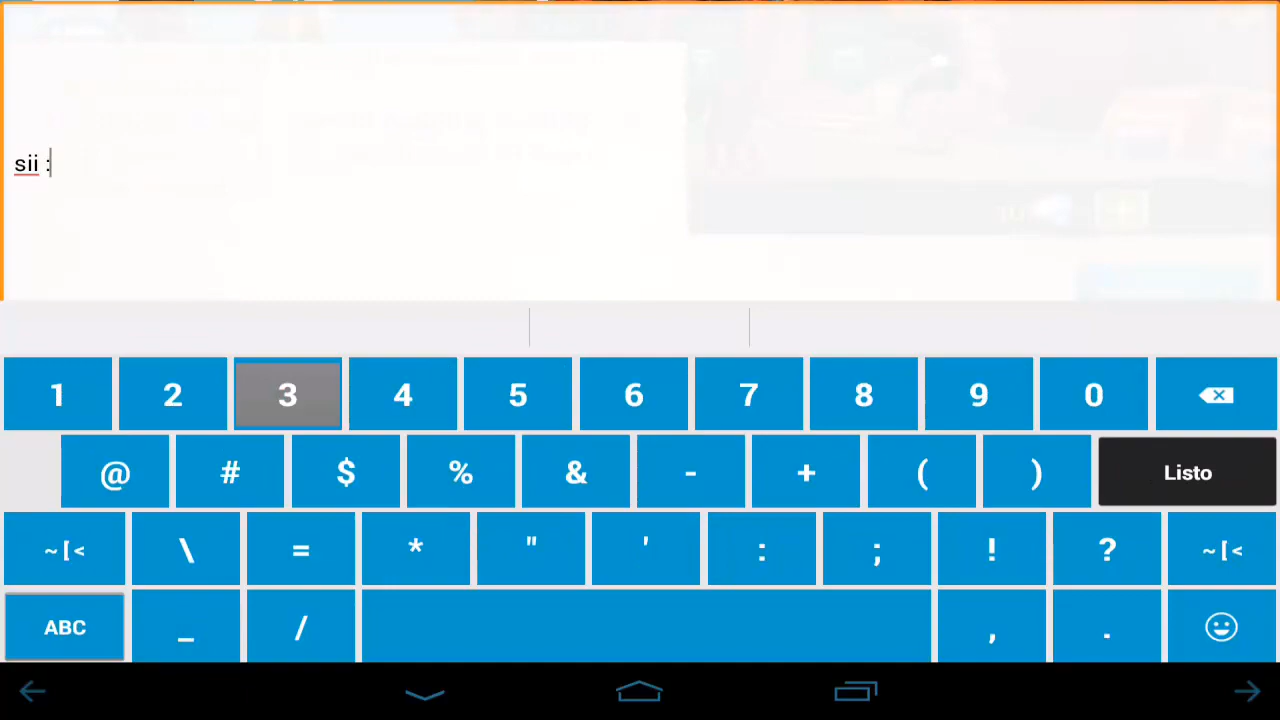 sii :
1 2 3 4 5 6 7 8 9 0
@ # $ % & - + ( ) Listo
~[< \ = * " ' : ; ! ? ~[<
ABC _ / , .